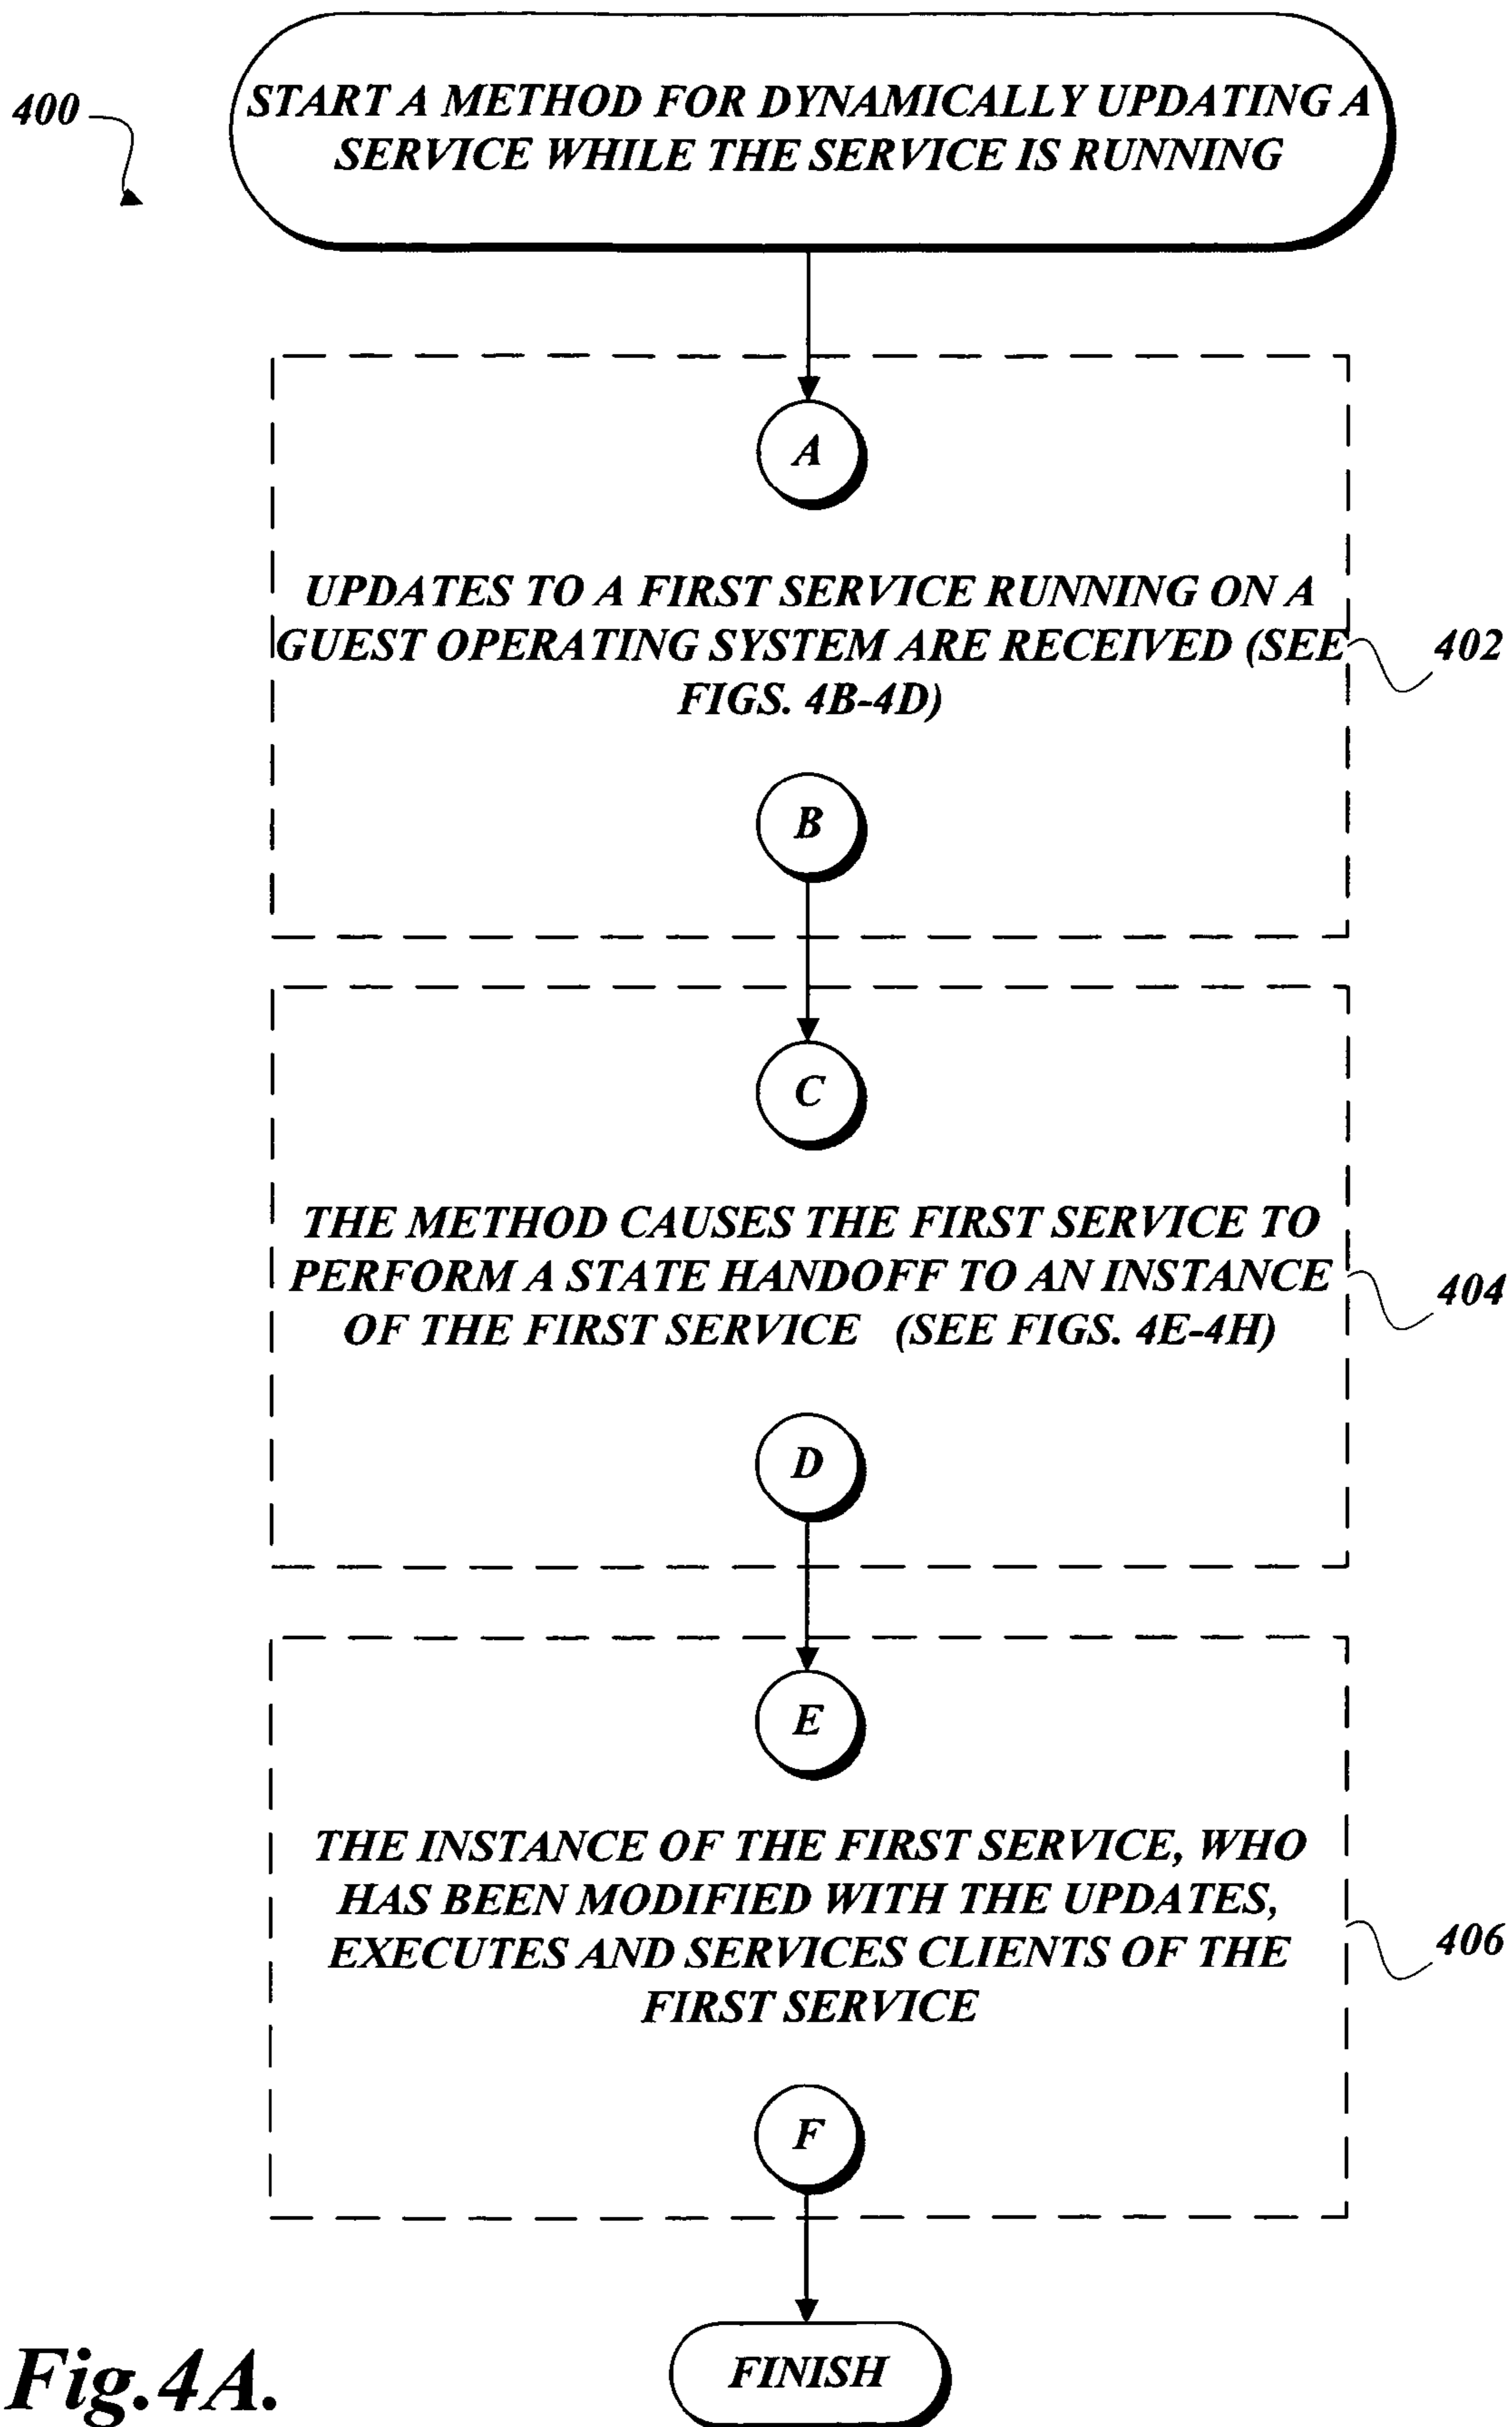 400
START A METHOD FOR DYNAMICALLY UPDATING A
SERVICE WHILE THE SERVICE IS RUNNING
A
UPDATES TO A FIRST SERVICE RUNNING ON A
GUEST OPERATING SYSTEM ARE RECEIVED (SEE
FIGS. 4B-4D)
402
B
C
THE METHOD CAUSES THE FIRST SERVICE TO
PERFORM A STATE HANDOFF TO AN INSTANCE
OF THE FIRST SERVICE (SEE FIGS. 4E-4H)
404
D
E
THE INSTANCE OF THE FIRST SERVICE, WHO
HAS BEEN MODIFIED WITH THE UPDATES,
EXECUTES AND SERVICES CLIENTS OF THE
FIRST SERVICE
406
F
FINISH
Fig.4A.